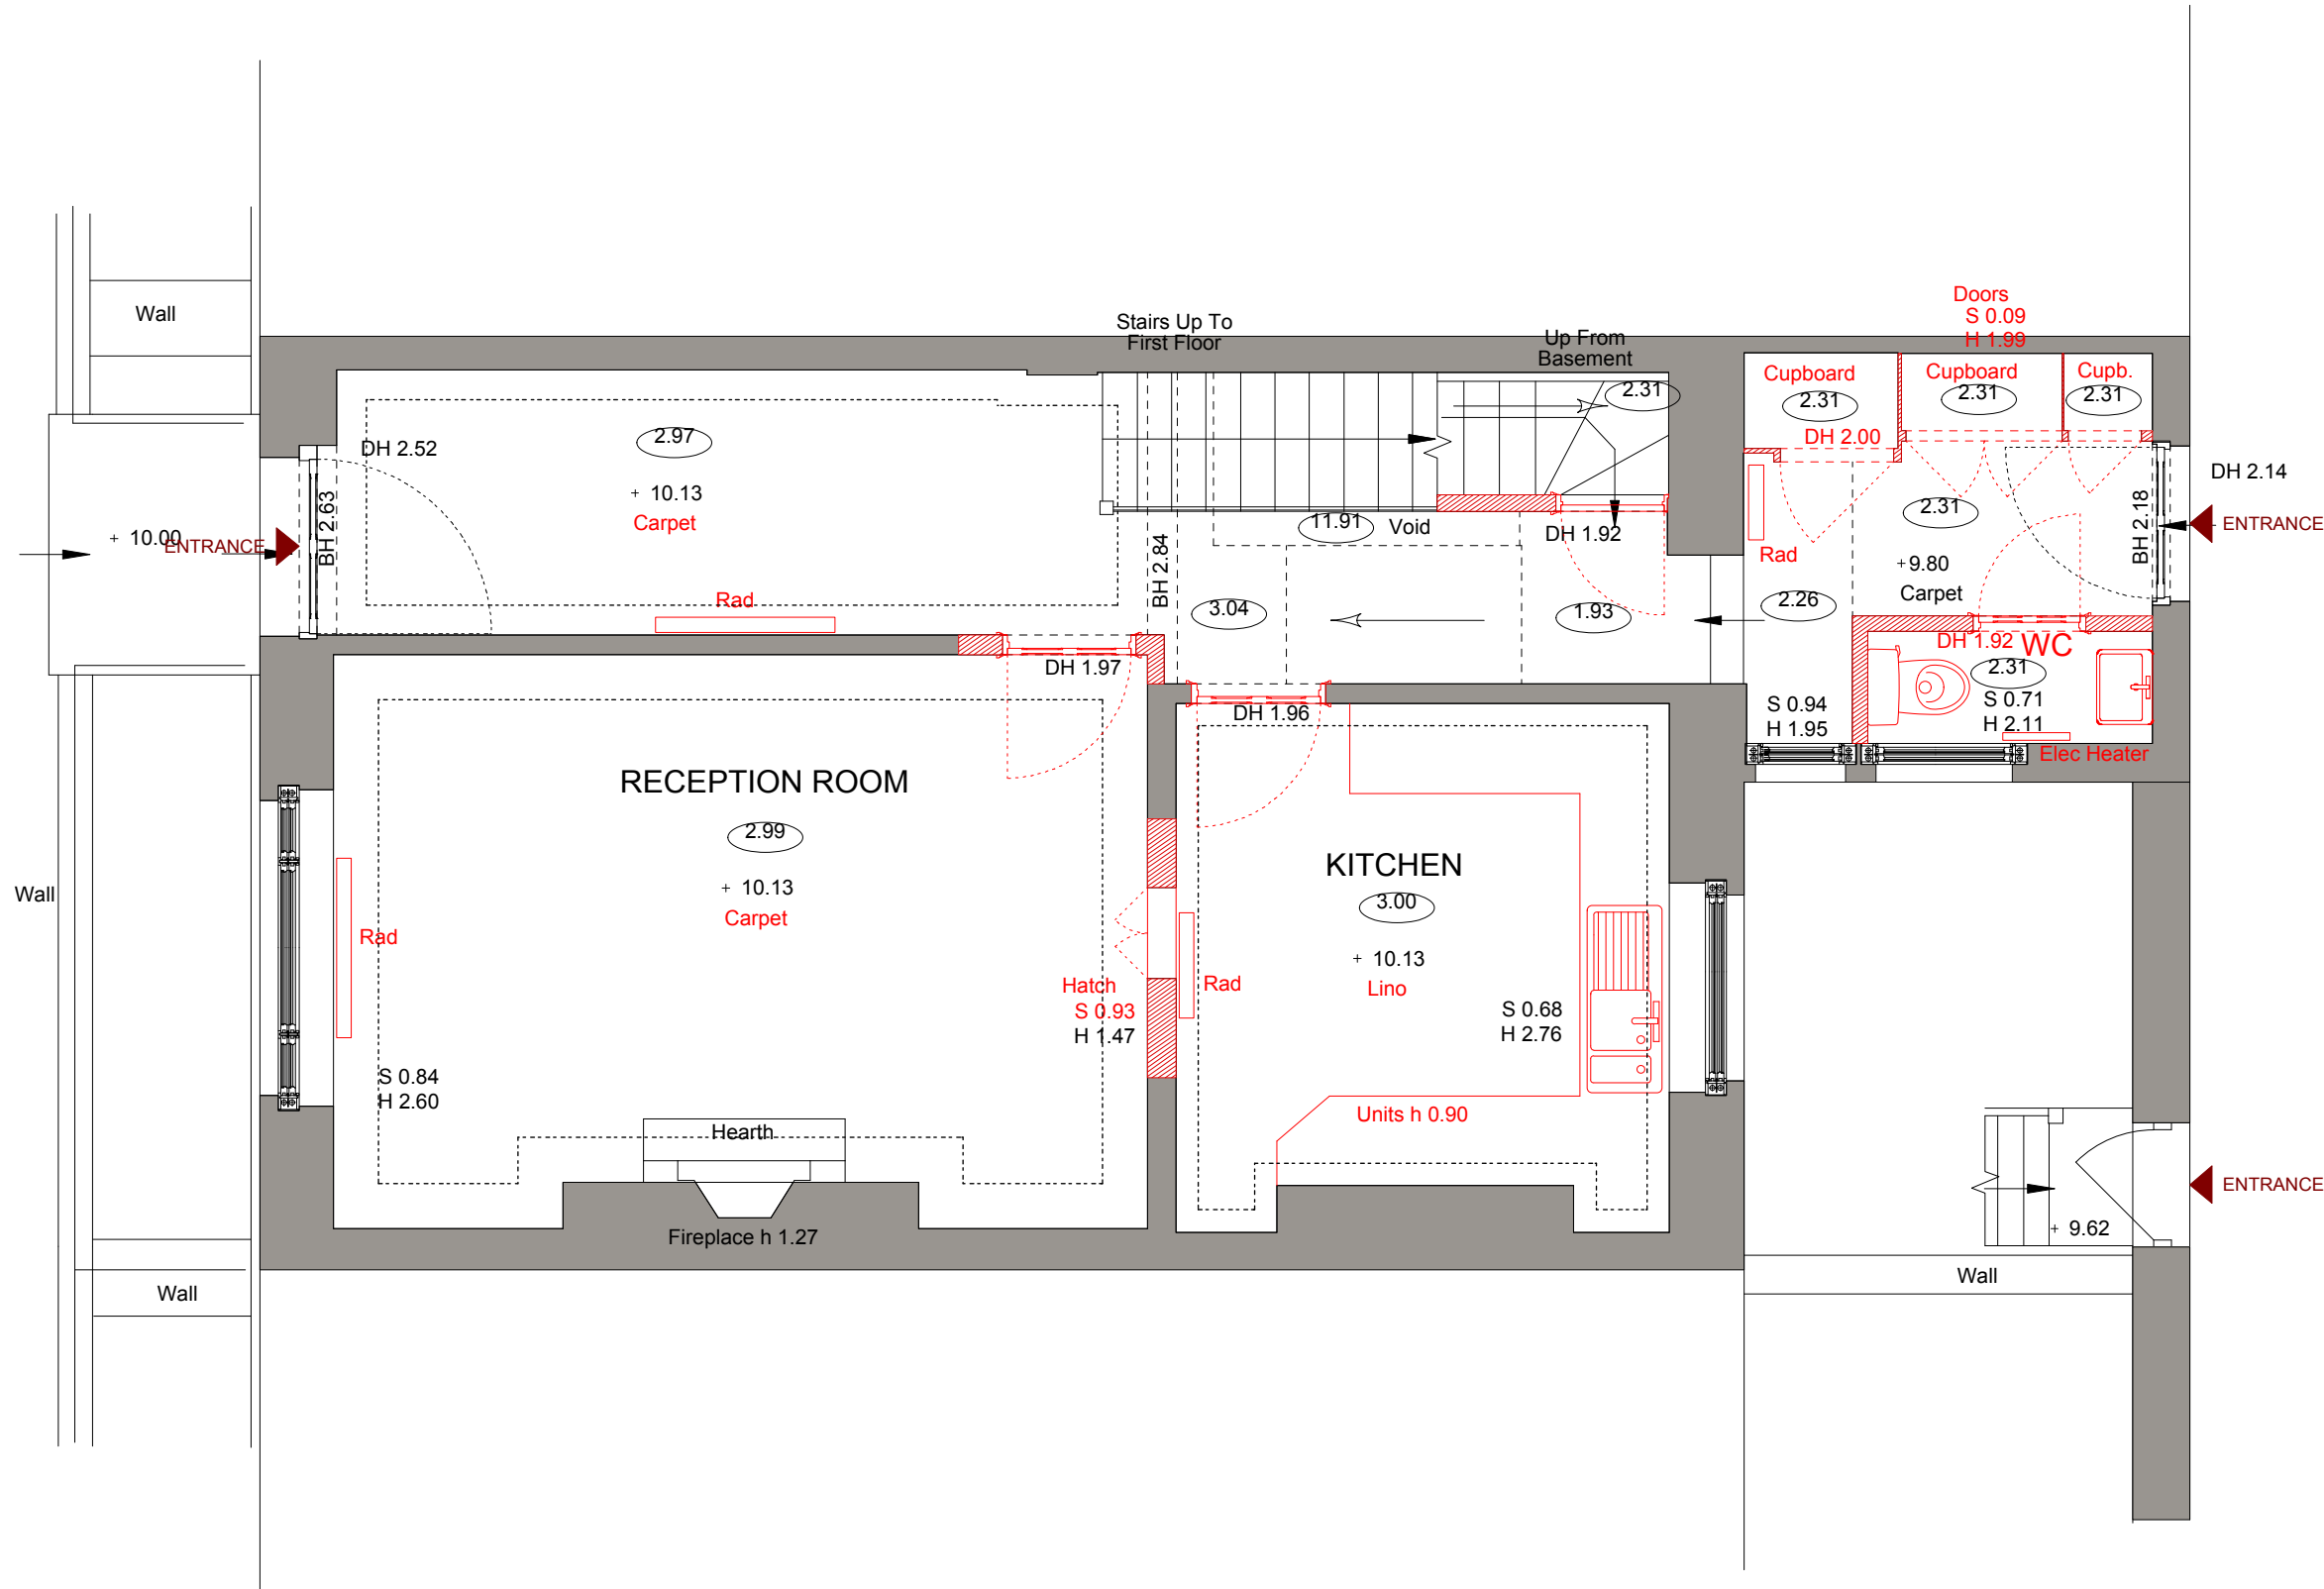 Doors
S 0.09
H 1.99
Wall
Stairs Up To
First Floor
Up From
Basement
Cupboard
2.31
Cupboard
2.31
Cupb.
2.31
2.31
DH 2.00
DH 2.52
2.97
+ 10.13
Carpet
BH 2.63
+ 10.00
ENTRANCE
Rad
BH 2.84
11.91
Void
DH 1.92
3.04
1.93
Rad
2.26
2.31
+9.80
Carpet
BH 2.18
DH 2.14
ENTRANCE
DH 1.97
DH 1.96
DH 1.92
WC
2.31
S 0.71
H 2.11
S 0.94
H 1.95
Elec Heater
RECEPTION ROOM
2.99
+ 10.13
Carpet
Wall
Rad
Hatch
S 0.93
H 1.47
Rad
KITCHEN
3.00
+ 10.13
Lino
S 0.68
H 2.76
S 0.84
H 2.60
Units h 0.90
Hearth
Fireplace h 1.27
ENTRANCE
+ 9.62
Wall
Wall